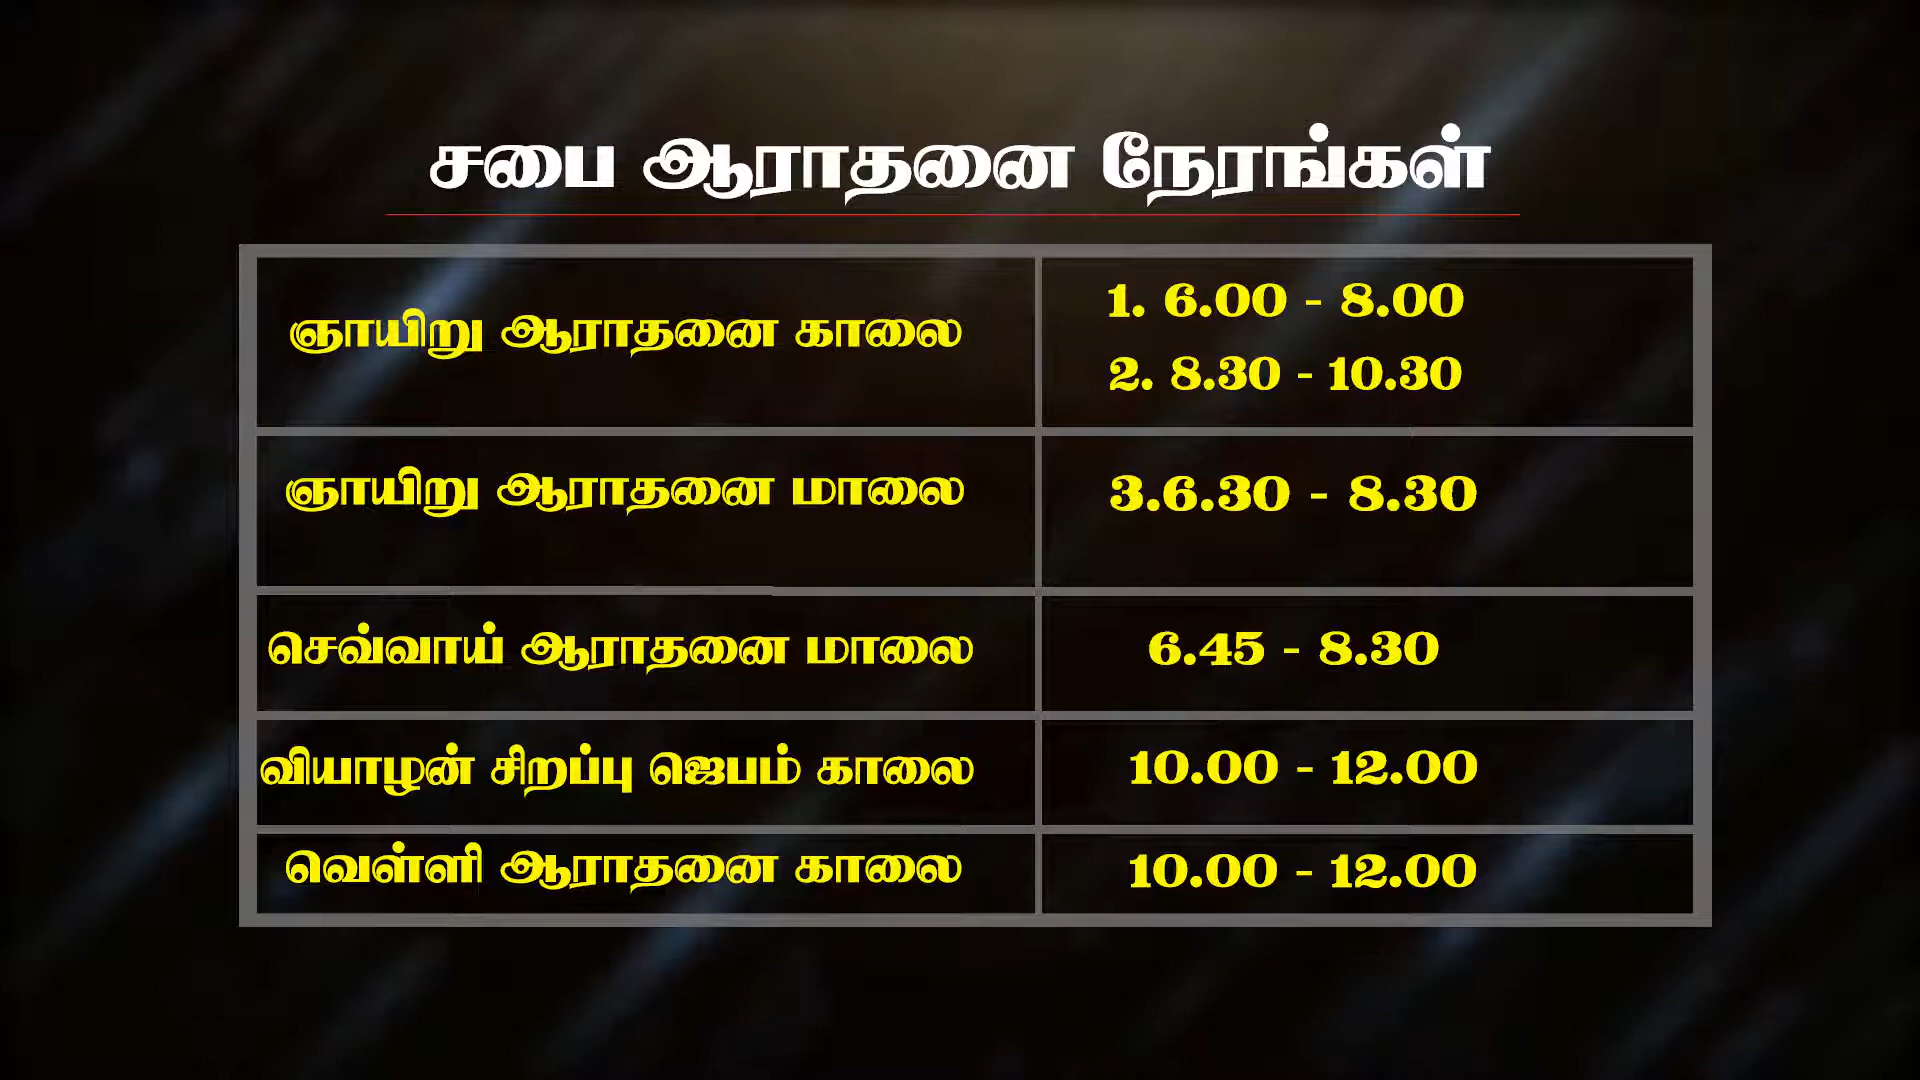 சபை ஆராதனை நேரங்கள்
ஞாயிறு ஆராதனை காலை
1. 6.00 - 8.00
2. 8.30 - 10.30
ஞாயிறு ஆராதனை மாலை
3.6.30 - 8.30
செவ்வாய் ஆராதனை மாலை
6.45 - 8.30
வியாழன் சிறப்பு ஜெபம் காலை
10.00 - 12.00
வெள்ளி ஆராதனை காலை
10.00 - 12.00